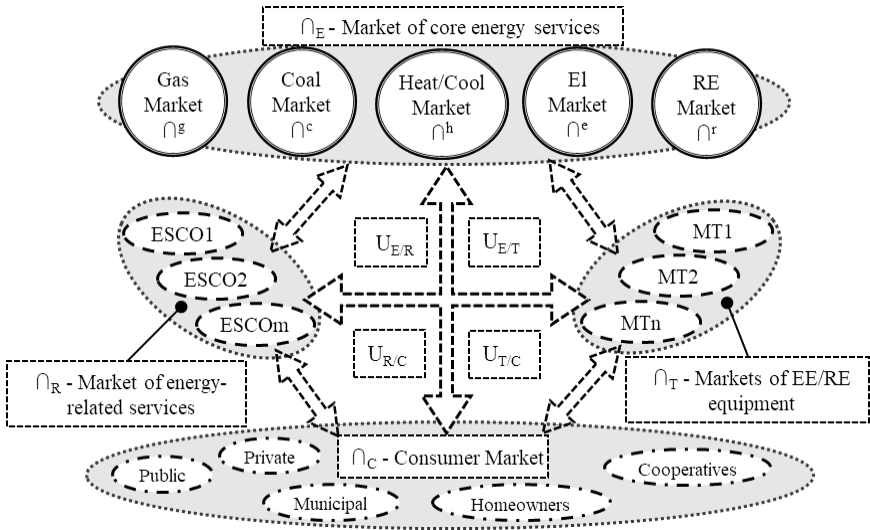 ∩E - Market of core energy services
Gas
Market
∩g
Coal
Market
∩c
Heat/Cool
Market
∩h
El
Market
∩e
RE
Market
∩r
ESCO1
ESCO2
ESCOm
UE/R
UE/T
MT1
MT2
MTn
UR/C
UT/C
∩R - Market of energy-
related services
∩T - Markets of EE/RE
equipment
∩C - Consumer Market
Public
Private
Municipal
Homeowners
Cooperatives